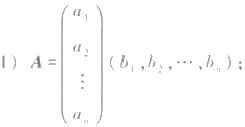 1) A = (a₁ a₂ ⋮ aₙ) (b₁, b₂, ⋯, bₙ);